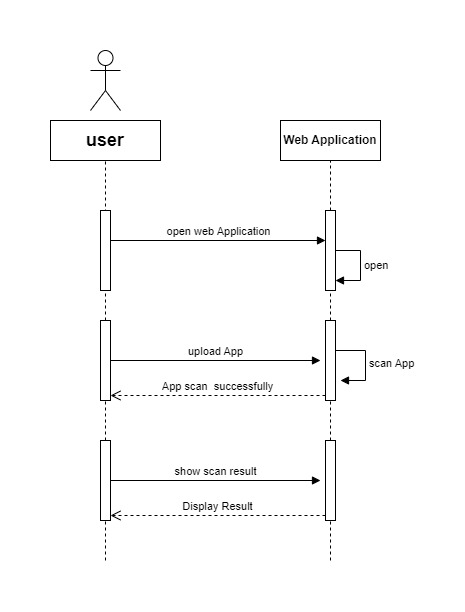 user
Web Application
open web Application
open
upload App
scan App
App scan  successfully
show scan result
Display Result